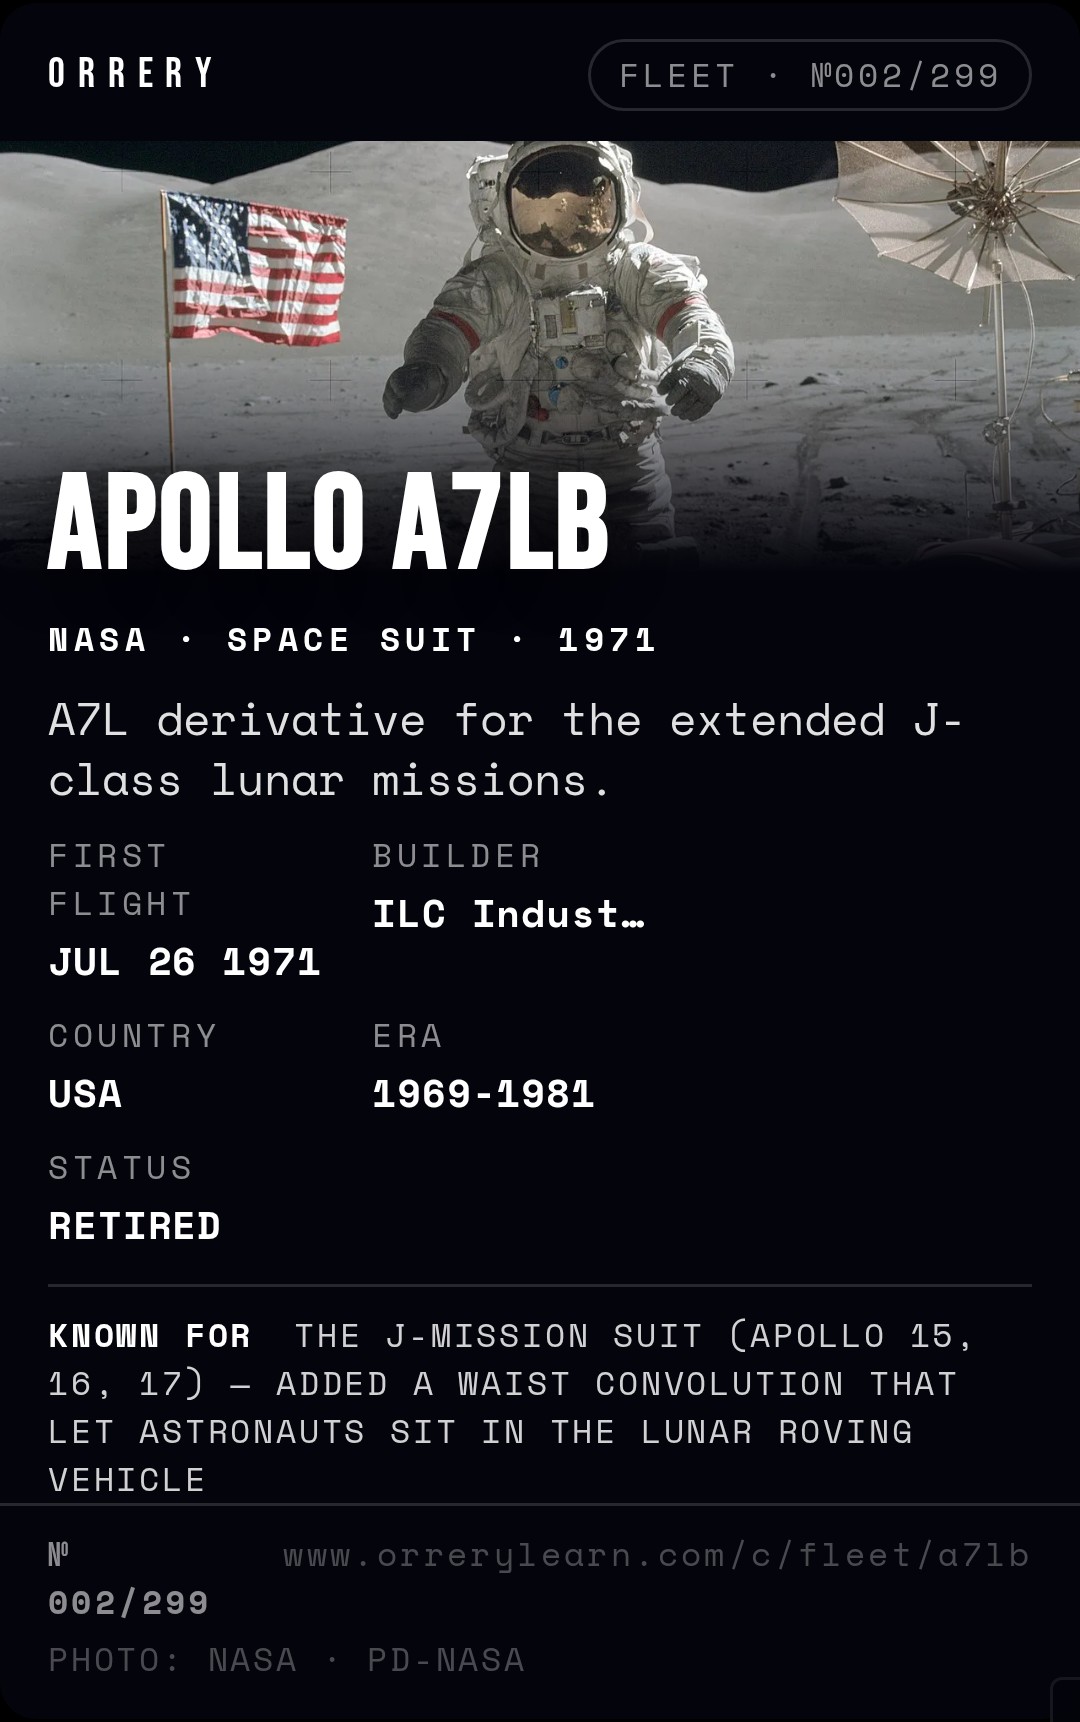 ORRERY
FLEET · №002/299
APOLLO A7LB
NASA · SPACE SUIT · 1971
A7L derivative for the extended J-
class lunar missions.
FIRST
FLIGHT
JUL 26 1971
BUILDER
ILC Indust…
COUNTRY
USA
ERA
1969-1981
STATUS
RETIRED
KNOWN FOR THE J-MISSION SUIT (APOLLO 15,
16, 17) — ADDED A WAIST CONVOLUTION THAT
LET ASTRONAUTS SIT IN THE LUNAR ROVING
VEHICLE
№
002/299
www.orrerylearn.com/c/fleet/a7lb
PHOTO: NASA · PD-NASA